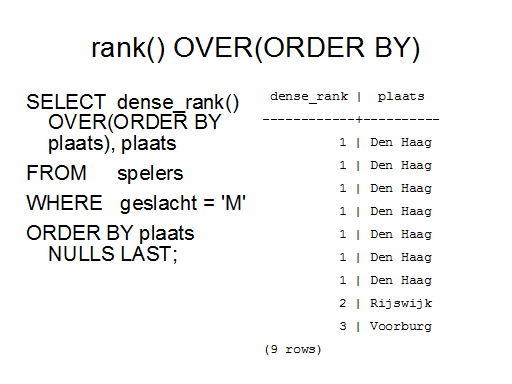 rank() OVER(ORDER BY)
SELECT dense_rank()
OVER(ORDER BY
plaats), plaats
FROM spelers
WHERE geslacht = 'M'
ORDER BY plaats
NULLS LAST;
dense_rank | plaats
------------+----------
1 | Den Haag
1 | Den Haag
1 | Den Haag
1 | Den Haag
1 | Den Haag
1 | Den Haag
1 | Den Haag
2 | Rijswijk
3 | Voorburg
(9 rows)